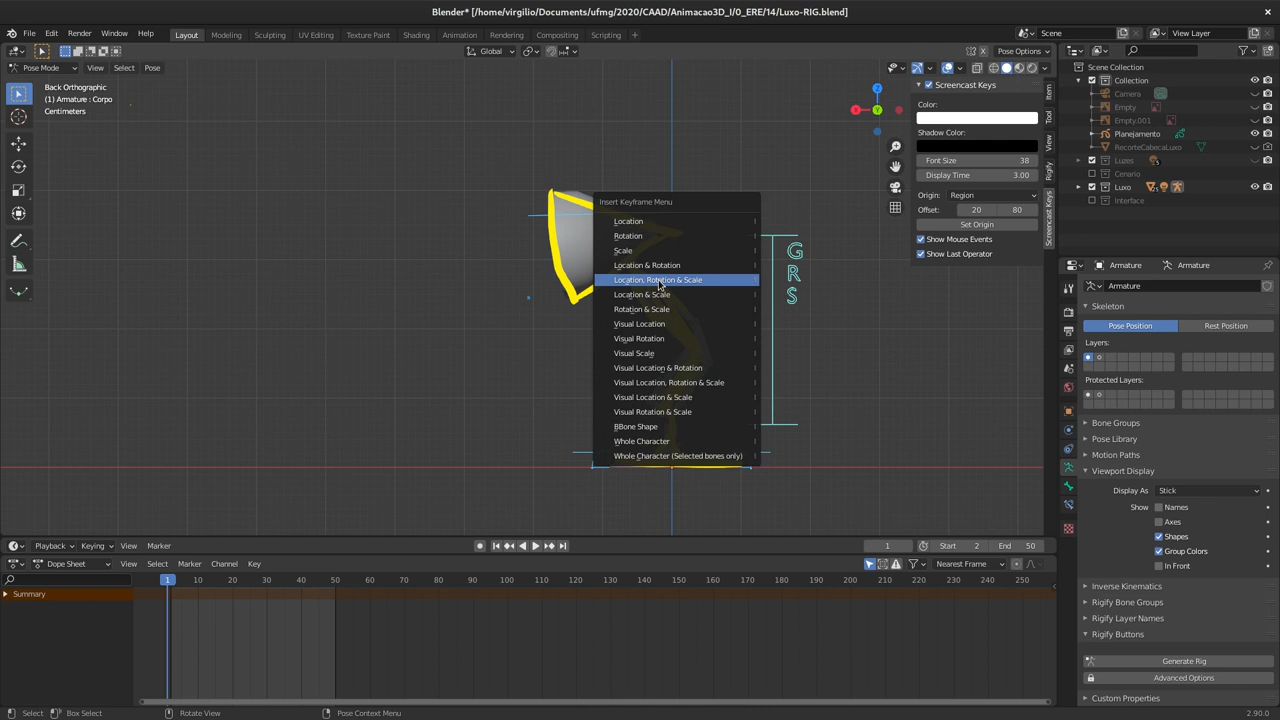 Blender* [/home/virgilio/Documents/ufmg/2020/CAAD/Animacao3D_I/0_ERE/14/Luxo-RIG.blend]
File Edit Render Window Help Layout Modeling Sculpting UV Editing Texture Paint Shading Animation Rendering Compositing Scripting + Scene View Layer
Global Pose Options
Pose Mode View Select Pose
Back Orthographic
(1) Armature : Corpo
Centimeters
Z
Y
G
R
S
Insert Keyframe Menu
Location
Rotation
Scale
Location & Rotation
Location, Rotation & Scale
Location & Scale
Rotation & Scale
Visual Location
Visual Rotation
Visual Scale
Visual Location & Rotation
Visual Location, Rotation & Scale
Visual Location & Scale
Visual Rotation & Scale
BBone Shape
Whole Character
Whole Character (Selected bones only)
Screencast Keys
Color:
Shadow Color:
Font Size 38
Display Time 3.00
Origin: Region
Offset: 20 80
Set Origin
Show Mouse Events
Show Last Operator
Item
Tool
View
Rigify
Screencast Keys
Scene Collection
Collection
Camera
Empty
Empty.001
Planejamento
RecorteCabecaLuxo
Luzes
Cenario
Luxo
Interface
Armature Armature
Armature
Skeleton
Pose Position Rest Position
Layers:
Protected Layers:
Bone Groups
Pose Library
Motion Paths
Viewport Display
Display As Stick
Show Names
Axes
Shapes
Group Colors
In Front
Inverse Kinematics
Rigify Bone Groups
Rigify Layer Names
Rigify Buttons
Generate Rig
Advanced Options
Custom Properties
Playback Keying View Marker 1 Start 2 End 50
Dope Sheet View Select Marker Channel Key Nearest Frame
1 10 20 30 40 50 60 70 80 90 100 110 120 130 140 150 160 170 180 190 200 210 220 230 240 250
Summary
Select Box Select Rotate View Pose Context Menu 2.90.0